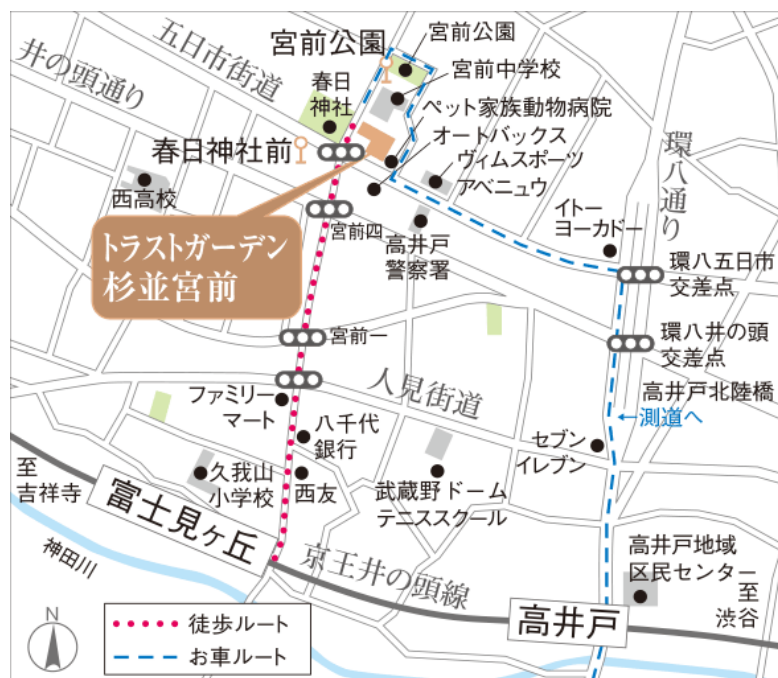 五日市街道
井の頭通り
宮前公園
宮前公園
宮前中学校
春日
神社
ペット家族動物病院
オートバックス
ヴィムスポーツ
アベニュウ
春日神社前
西高校
環八通り
イトー
ヨーカドー
宮前四
高井戸
警察署
トラストガーデン
杉並宮前
環八五日市
交差点
宮前一
環八井の頭
交差点
人見街道
ファミリー
マート
高井戸北陸橋
←測道へ
八千代
銀行
セブン
イレブン
至
吉祥寺
久我山
小学校
西友
武蔵野ドーム
テニススクール
富士見ヶ丘
神田川
京王井の頭線
高井戸地域
区民センター
至
渋谷
高井戸
N
徒歩ルート
お車ルート